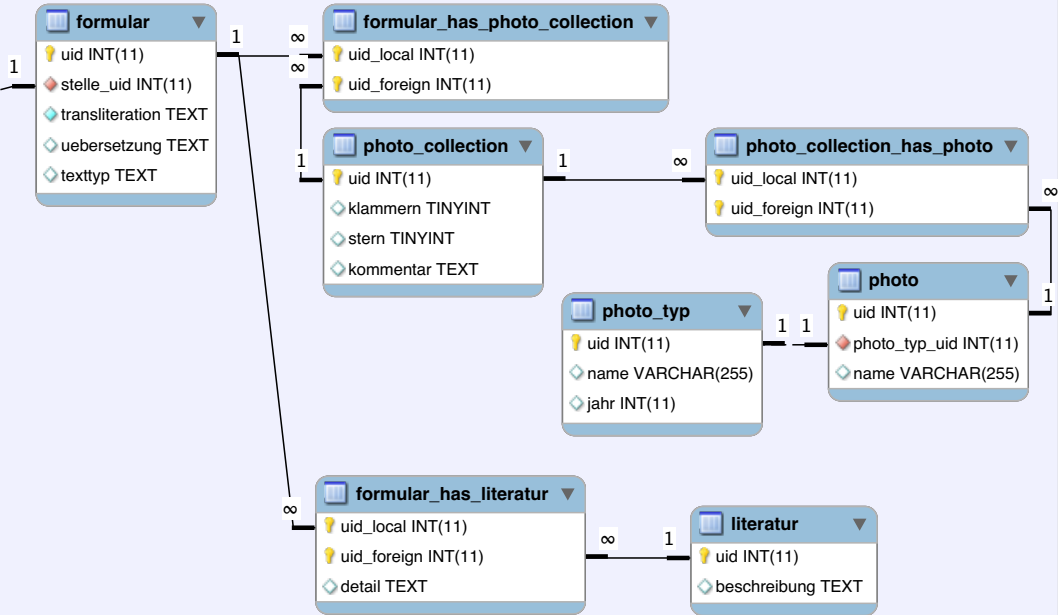 formular
uid INT(11)
stelle_uid INT(11)
transliteration TEXT
uebersetzung TEXT
texttyp TEXT
1
1
∞
∞
formular_has_photo_collection
uid_local INT(11)
uid_foreign INT(11)
1
photo_collection
uid INT(11)
klammern TINYINT
stern TINYINT
kommentar TEXT
1
∞
photo_collection_has_photo
uid_local INT(11)
uid_foreign INT(11)
∞
1
photo_typ
uid INT(11)
name VARCHAR(255)
jahr INT(11)
1
1
photo
uid INT(11)
photo_typ_uid INT(11)
name VARCHAR(255)
∞
formular_has_literatur
uid_local INT(11)
uid_foreign INT(11)
detail TEXT
∞
1
literatur
uid INT(11)
beschreibung TEXT